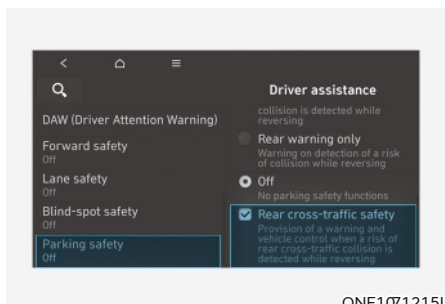 Driver assistance
DAW (Driver Attention Warning)
Forward safety
Off
Lane safety
Off
Blind-spot safety
Off
Parking safety
Off
collision is detected while
reversing
Rear warning only
Warning on detection of a risk
of collision while reversing
Off
No parking safety functions
Rear cross-traffic safety
Provision of a warning and
vehicle control when a risk of
rear cross-traffic collision is
detected while reversing